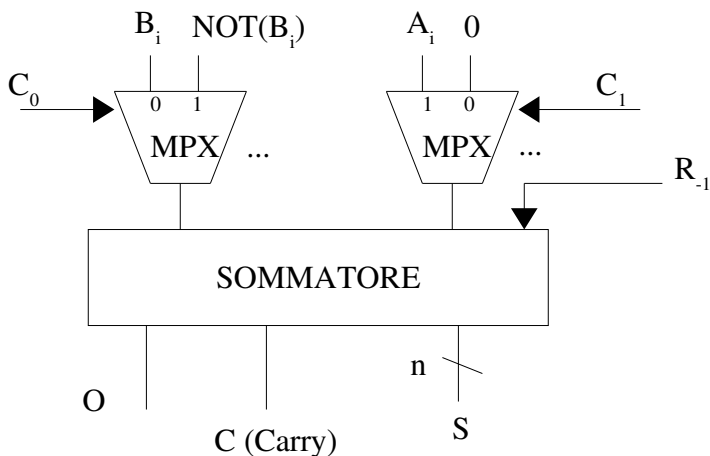 B_i NOT(B_i) A_i 0
C_0 0 1 1 0 C_1
MPX ... MPX ...
R_-1
SOMMATORE
n
O
C (Carry) S